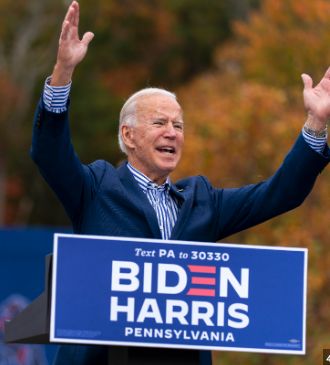 Text PA to 30330
BIDEN
HARRIS
PENNSYLVANIA